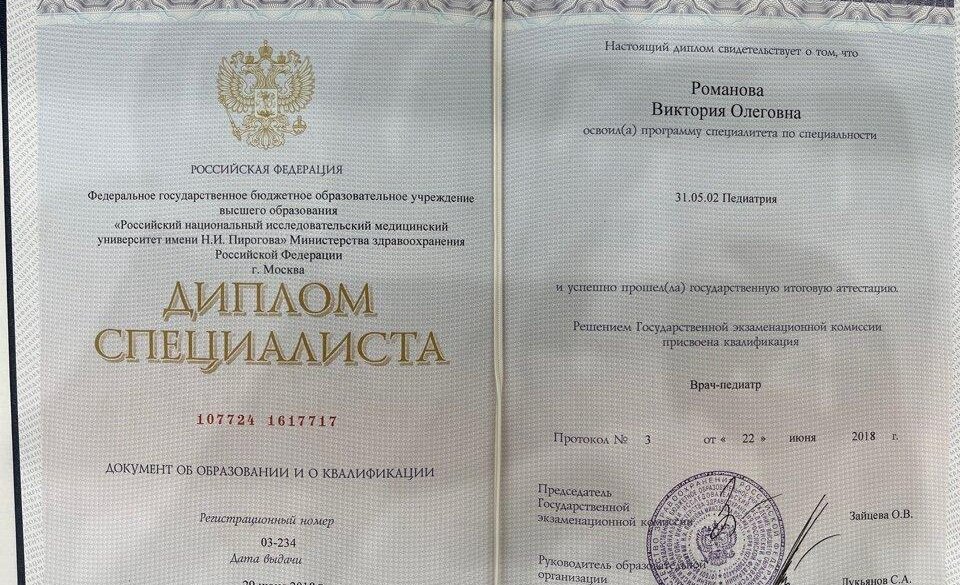 РОССИЙСКАЯ ФЕДЕРАЦИЯ
Федеральное государственное бюджетное образовательное учреждение
высшего образования
«Российский национальный исследовательский медицинский
университет имени Н.И. Пирогова» Министерства здравоохранения
Российской Федерации
г. Москва
ДИПЛОМ
СПЕЦИАЛИСТА
107724 1617717
ДОКУМЕНТ ОБ ОБРАЗОВАНИИ И О КВАЛИФИКАЦИИ
Регистрационный номер
03-234
Дата выдачи
Настоящий диплом свидетельствует о том, что
Романова
Виктория Олеговна
освоил(а) программу специалитета по специальности
31.05.02 Педиатрия
и успешно прошел(ла) государственную итоговую аттестацию.
Решением Государственной экзаменационной комиссии
присвоена квалификация
Врач-педиатр
Протокол № 3 от « 22 » июня 2018 г.
Председатель
Государственной
экзаменационной комиссии
Зайцева О.В.
Руководитель образовательной
организации
Лукьянов С.А.